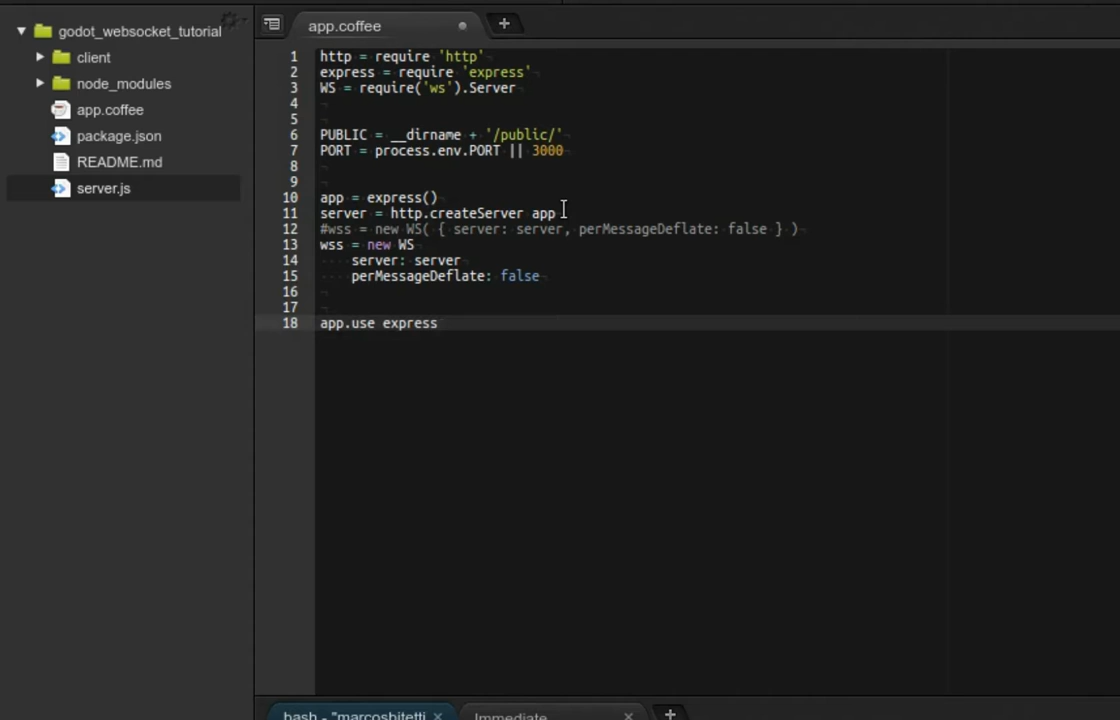 godot_websocket_tutorial
client
node_modules
app.coffee
package.json
README.md
server.js
app.coffee
1 http = require 'http'
2 express = require 'express'
3 WS = require('ws').Server
4
5
6 PUBLIC = __dirname + '/public/'
7 PORT = process.env.PORT || 3000
8
9
10 app = express()
11 server = http.createServer app
12 #wss = new WS( { server: server, perMessageDeflate: false } )
13 wss = new WS
14 server: server
15 perMessageDeflate: false
16
17
18 app.use express
bash - "marcosbitetti
Immediate